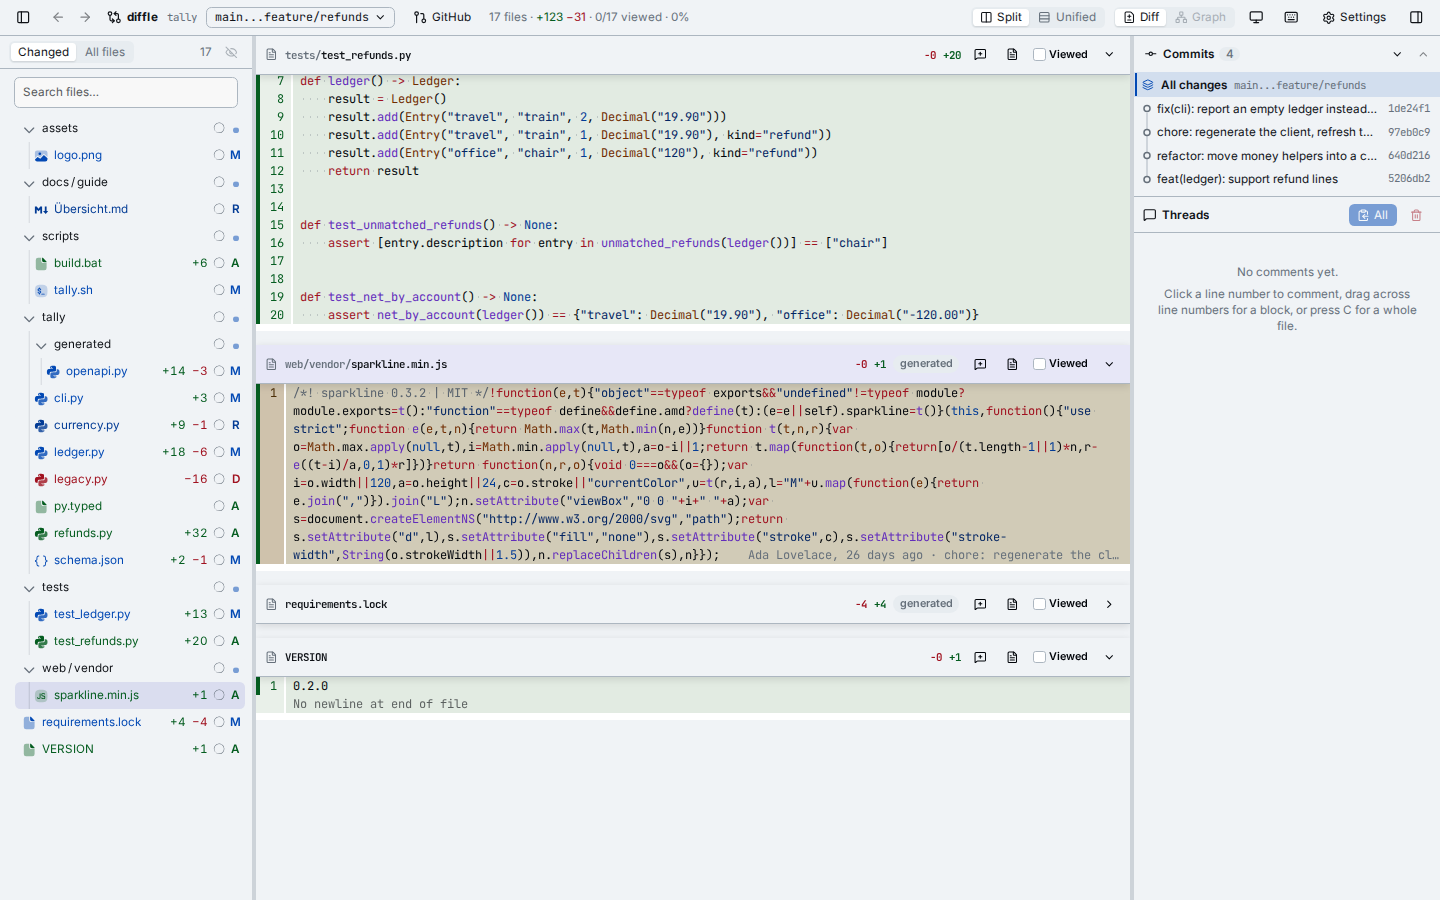 diffle tally main...feature/refunds GitHub 17 files · +123 −31 · 0/17 viewed · 0% Split Unified Diff Graph Settings
Changed All files 17
Search files...
assets
logo.png M
docs/guide
Übersicht.md R
scripts
build.bat +6 A
tally.sh M
tally
generated
openapi.py +14 −3 M
cli.py +3 M
currency.py +9 −1 R
ledger.py +18 −6 M
legacy.py −16 D
py.typed A
refunds.py +32 A
schema.json +2 −1 M
tests
test_ledger.py +13 M
test_refunds.py +20 A
web/vendor
sparkline.min.js +1 A
requirements.lock +4 −4 M
VERSION +1 A
tests/test_refunds.py -0 +20 Viewed
7 def ledger() -> Ledger:
8 ····result = Ledger()
9 ····result.add(Entry("travel", "train", 2, Decimal("19.90")))
10 ····result.add(Entry("travel", "train", 1, Decimal("19.90"), kind="refund"))
11 ····result.add(Entry("office", "chair", 1, Decimal("120"), kind="refund"))
12 ····return result
13
14
15 def test_unmatched_refunds() -> None:
16 ····assert [entry.description for entry in unmatched_refunds(ledger())] == ["chair"]
17
18
19 def test_net_by_account() -> None:
20 ····assert net_by_account(ledger()) == {"travel": Decimal("19.90"), "office": Decimal("-120.00")}
web/vendor/sparkline.min.js -0 +1 generated Viewed
1 /*! sparkline 0.3.2 | MIT */!function(e,t){"object"==typeof exports&&"undefined"!=typeof module?
module.exports=t():"function"==typeof define&&define.amd?define(t):(e=e||self).sparkline=t()}(this,function(){"use
strict";function e(e,t,n){return Math.max(t,Math.min(n,e))}function t(t,n,r){var
o=Math.max.apply(null,t),i=Math.min.apply(null,t),a=o-i||1;return t.map(function(t,o){return[o/(t.length-1||1)*n,r-
e((t-i)/a,0,1)*r]})}return function(n,r,o){void 0===o&&(o={});var
i=o.width||120,a=o.height||24,c=o.stroke||"currentColor",u=t(r,i,a),l="M"+u.map(function(e){return
e.join(",")}).join("L");n.setAttribute("viewBox","0 0 "+i+" "+a);var
s=document.createElementNS("http://www.w3.org/2000/svg","path");return
s.setAttribute("d",l),s.setAttribute("fill","none"),s.setAttribute("stroke",c),s.setAttribute("stroke-
width",String(o.strokeWidth||1.5)),n.replaceChildren(s),n}}); Ada Lovelace, 26 days ago · chore: regenerate the cl…
requirements.lock -4 +4 generated Viewed
VERSION -0 +1 Viewed
1 0.2.0
No newline at end of file
Commits 4
All changes main...feature/refunds
fix(cli): report an empty ledger instead... 1de24f1
chore: regenerate the client, refresh t... 97eb0c9
refactor: move money helpers into a c... 640d216
feat(ledger): support refund lines 5206db2
Threads All
No comments yet.
Click a line number to comment, drag across
line numbers for a block, or press C for a whole
file.